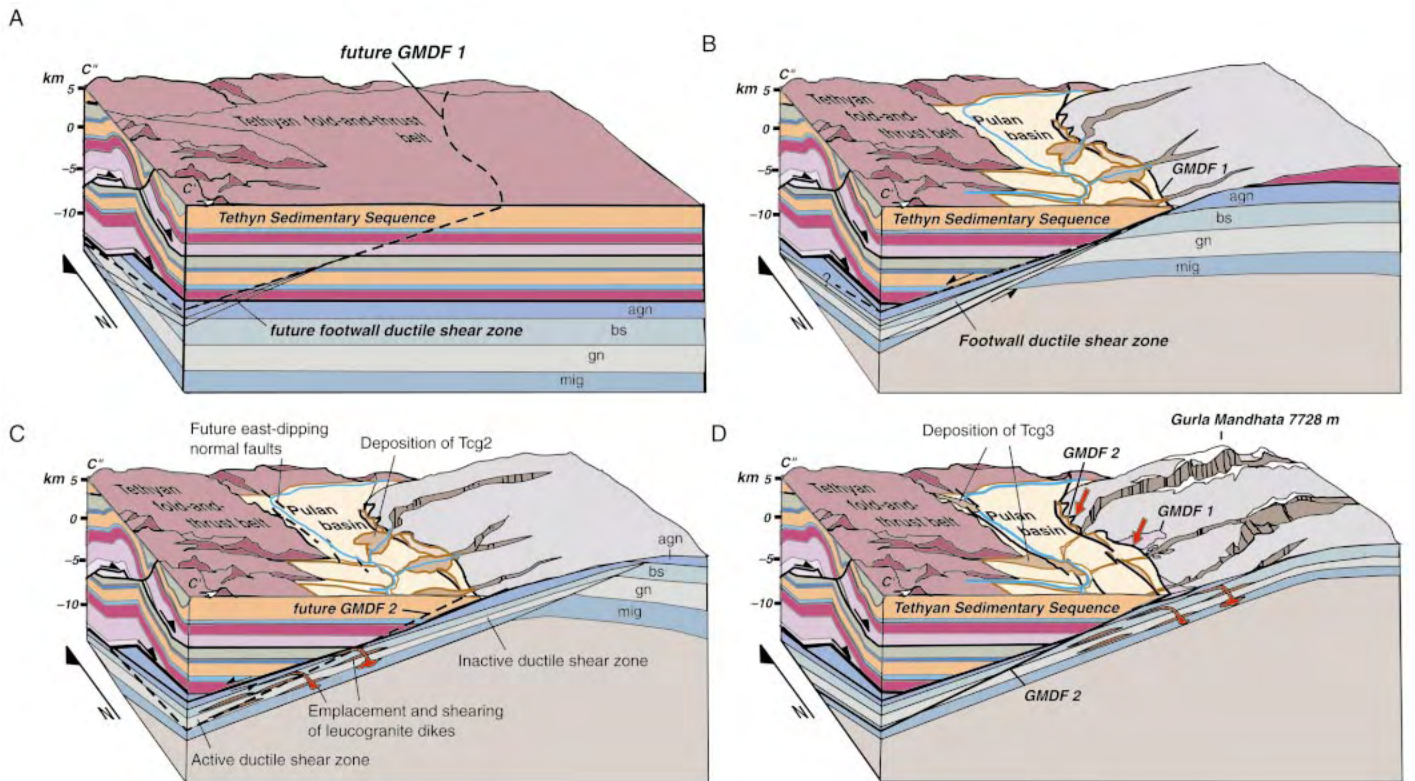 A
future GMDF 1
C"
km
5
0
−5
−10
Tethyan
fold-and-
thrust belt
C'
Tethyn Sedimentary Sequence
future footwall ductile shear zone
agn
bs
gn
mig
N
B
C"
km
5
0
−5
−10
Tethyan
fold-and-
thrust belt
Pulan
basin
C'
GMDF 1
Tethyn Sedimentary Sequence
agn
bs
gn
mig
?
Footwall ductile shear zone
N
C
Future east-dipping
normal faults
Deposition of Tcg2
C"
km
5
0
−5
−10
Tethyan
fold-and-
thrust belt
Pulan
basin
C'
future GMDF 2
agn
bs
gn
mig
Inactive ductile shear zone
Emplacement and shearing
of leucogranite dikes
Active ductile shear zone
N
D
Gurla Mandhata 7728 m
Deposition of Tcg3
GMDF 2
C"
km
5
0
−5
−10
Tethyan
fold-and-
thrust belt
Pulan
basin
GMDF 1
C'
Tethyan Sedimentary Sequence
GMDF 2
N